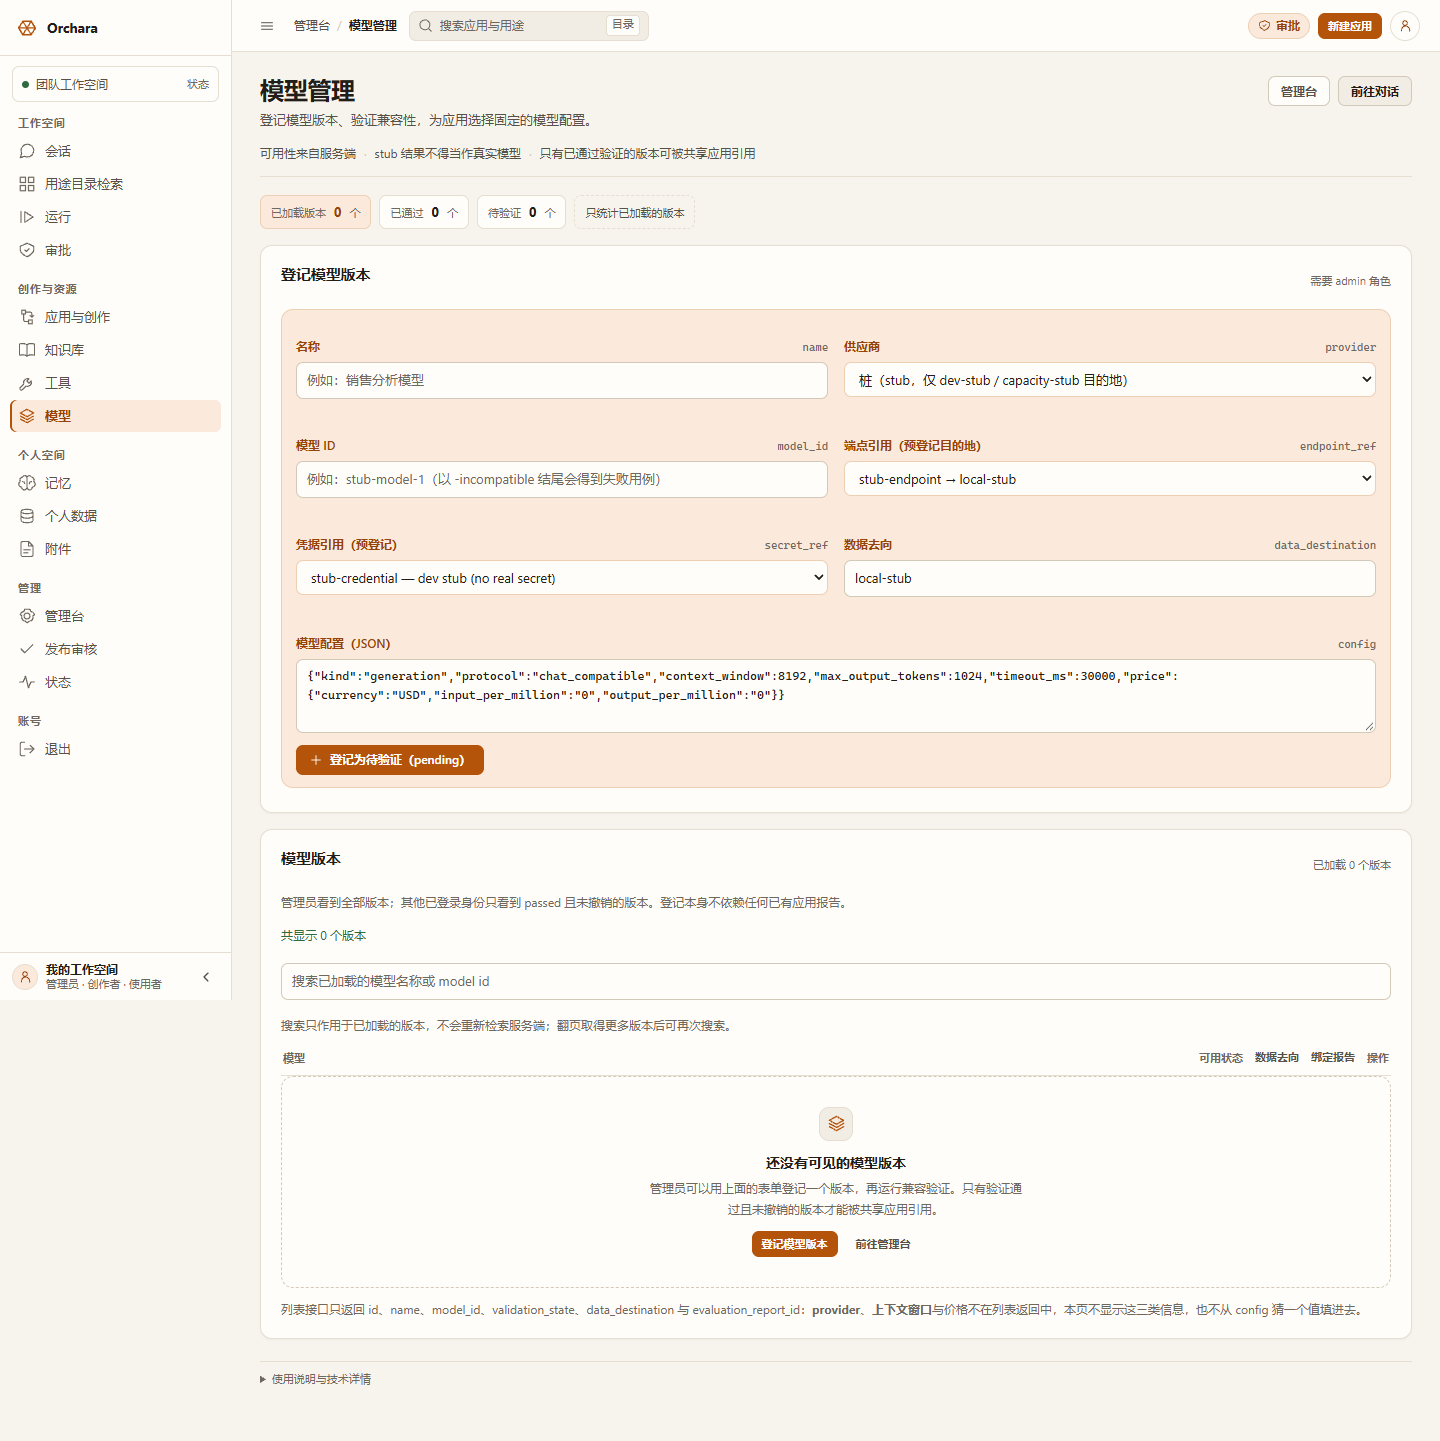 Orchara
管理台 / 模型管理
搜索应用与用途
目录
审批
新建应用
团队工作空间
状态
工作空间
会话
用途目录检索
运行
审批
创作与资源
应用与创作
知识库
工具
模型
个人空间
记忆
个人数据
附件
管理
管理台
发布审核
状态
账号
退出
我的工作空间
管理员 · 创作者 · 使用者
模型管理
登记模型版本、验证兼容性，为应用选择固定的模型配置。
管理台
前往对话
可用性来自服务端 · stub 结果不得当作真实模型 · 只有已通过验证的版本可被共享应用引用
已加载版本 0 个
已通过 0 个
待验证 0 个
只统计已加载的版本
登记模型版本
需要 admin 角色
名称 name
例如：销售分析模型
供应商 provider
桩（stub，仅 dev-stub / capacity-stub 目的地）
模型 ID model_id
例如：stub-model-1（以 -incompatible 结尾会得到失败用例）
端点引用（预登记目的地） endpoint_ref
stub-endpoint → local-stub
凭据引用（预登记） secret_ref
stub-credential — dev stub (no real secret)
数据去向 data_destination
local-stub
模型配置（JSON） config
{"kind":"generation","protocol":"chat_compatible","context_window":8192,"max_output_tokens":1024,"timeout_ms":30000,"price":
{"currency":"USD","input_per_million":"0","output_per_million":"0"}}
登记为待验证（pending）
模型版本
已加载 0 个版本
管理员看到全部版本；其他已登录身份只看到 passed 且未撤销的版本。登记本身不依赖任何已有应用报告。
共显示 0 个版本
搜索已加载的模型名称或 model id
搜索只作用于已加载的版本，不会重新检索服务端；翻页取得更多版本后可再次搜索。
模型 可用状态 数据去向 绑定报告 操作
还没有可见的模型版本
管理员可以用上面的表单登记一个版本，再运行兼容验证。只有验证通
过且未撤销的版本才能被共享应用引用。
登记模型版本
前往管理台
列表接口只返回 id、name、model_id、validation_state、data_destination 与 evaluation_report_id；provider、上下文窗口与价格不在列表返回中，本页不显示这三类信息，也不从 config 猜一个值填进去。
使用说明与技术详情